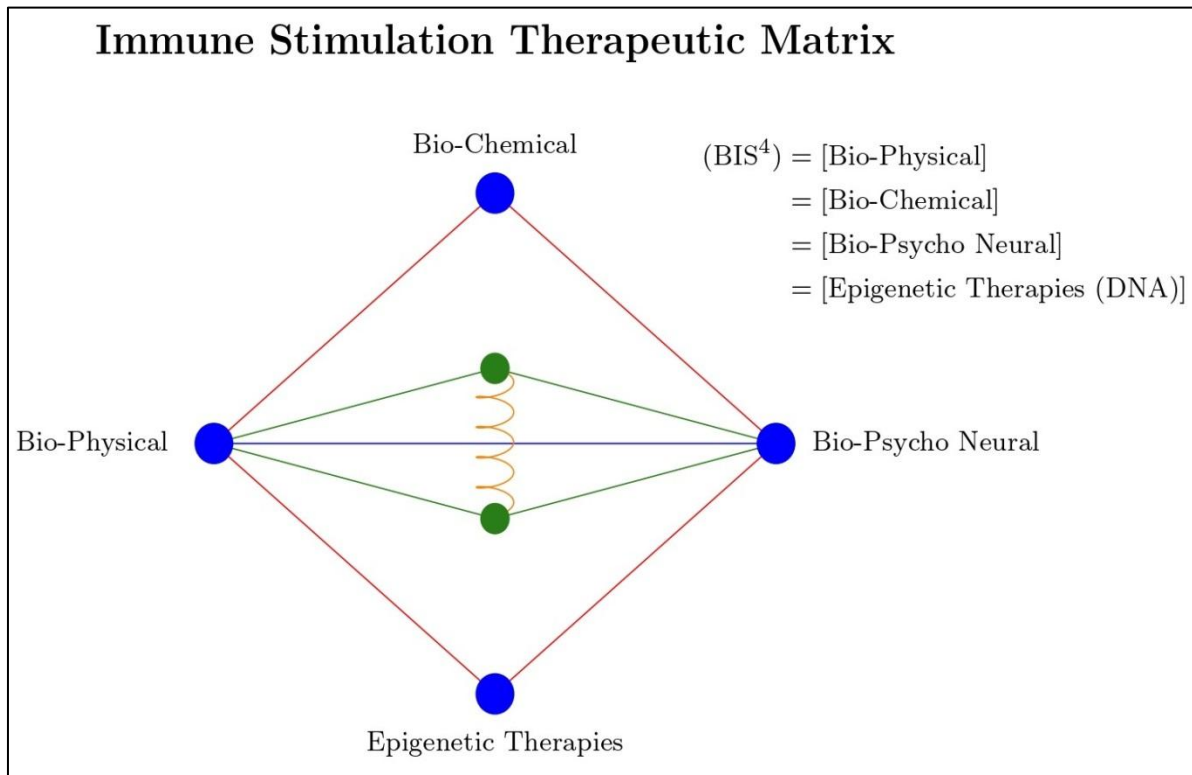 Immune Stimulation Therapeutic Matrix
Bio-Chemical
(BIS⁴) = [Bio-Physical]
= [Bio-Chemical]
= [Bio-Psycho Neural]
= [Epigenetic Therapies (DNA)]
Bio-Physical
Bio-Psycho Neural
Epigenetic Therapies